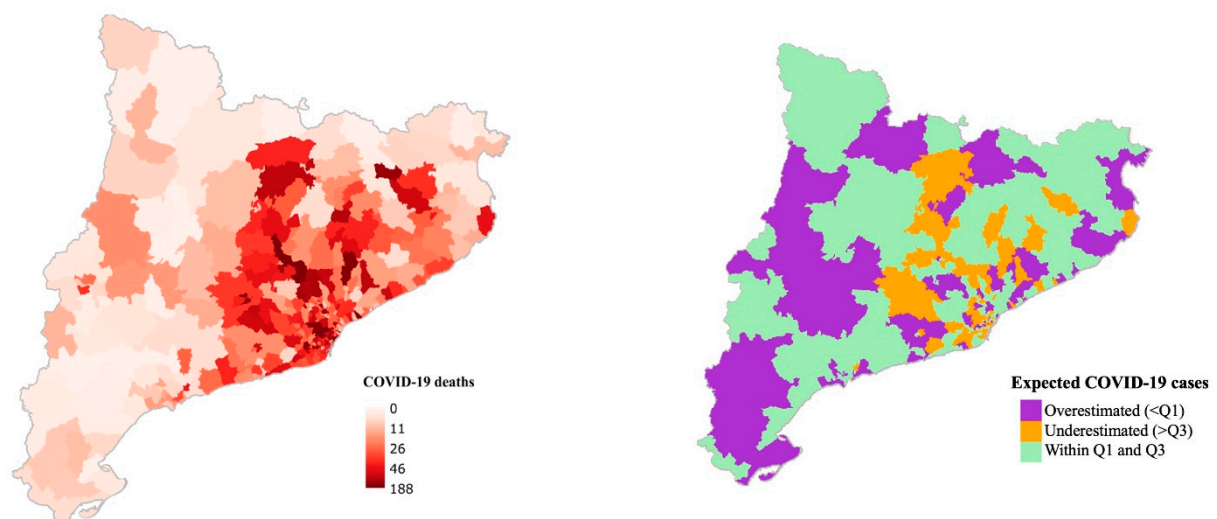 COVID-19 deaths
0
11
26
46
188
Expected COVID-19 cases
Overestimated (<Q1)
Underestimated (>Q3)
Within Q1 and Q3